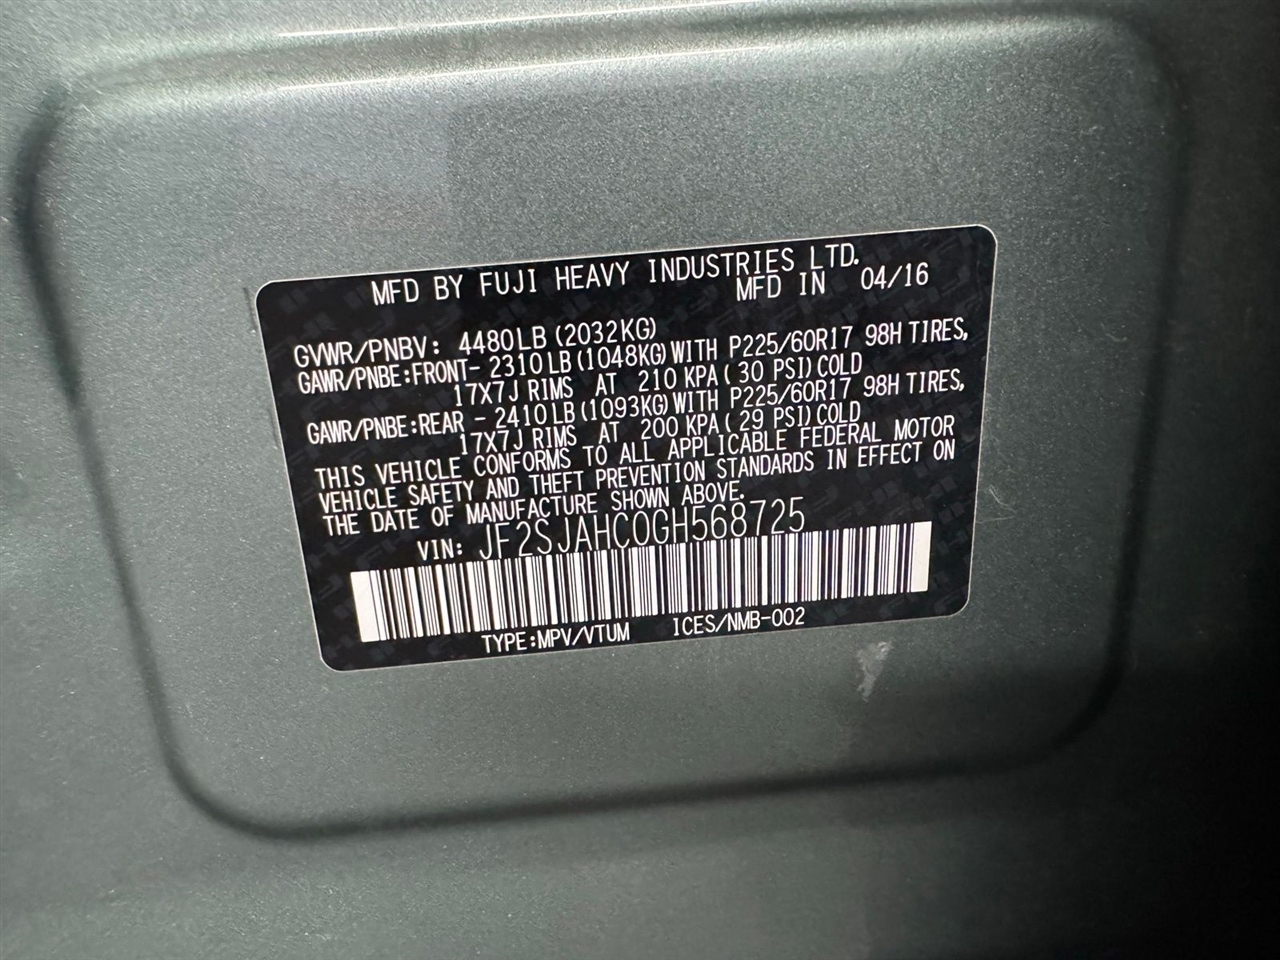 MFD BY FUJI HEAVY INDUSTRIES LTD.
MFD IN 04/16
GVWR/PNBV: 4480LB (2032KG)
GAWR/PNBE:FRONT- 2310LB (1048KG) WITH P225/60R17 98H TIRES,
17X7J RIMS AT 210 KPA ( 30 PSI) COLD
GAWR/PNBE:REAR - 2410LB (1093KG) WITH P225/60R17 98H TIRES,
17X7J RIMS AT 200 KPA ( 29 PSI) COLD
THIS VEHICLE CONFORMS TO ALL APPLICABLE FEDERAL MOTOR
VEHICLE SAFETY AND THEFT PREVENTION STANDARDS IN EFFECT ON
THE DATE OF MANUFACTURE SHOWN ABOVE.
VIN: JF2SJAHC0GH568725
TYPE:MPV/VTUM ICES/NMB-002